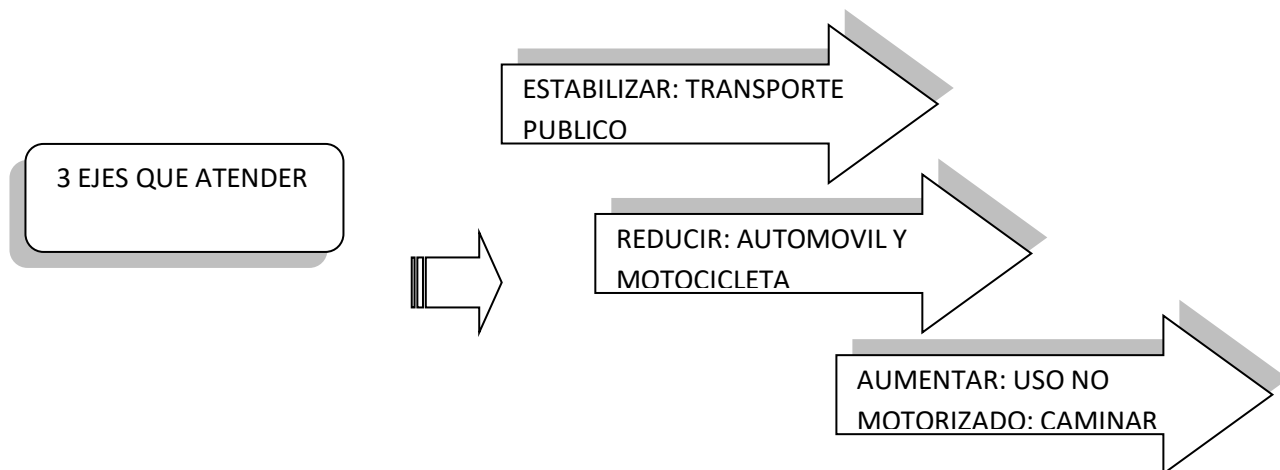 3 EJES QUE ATENDER
ESTABILIZAR: TRANSPORTE
PUBLICO
REDUCIR: AUTOMOVIL Y
MOTOCICLETA
AUMENTAR: USO NO
MOTORIZADO: CAMINAR